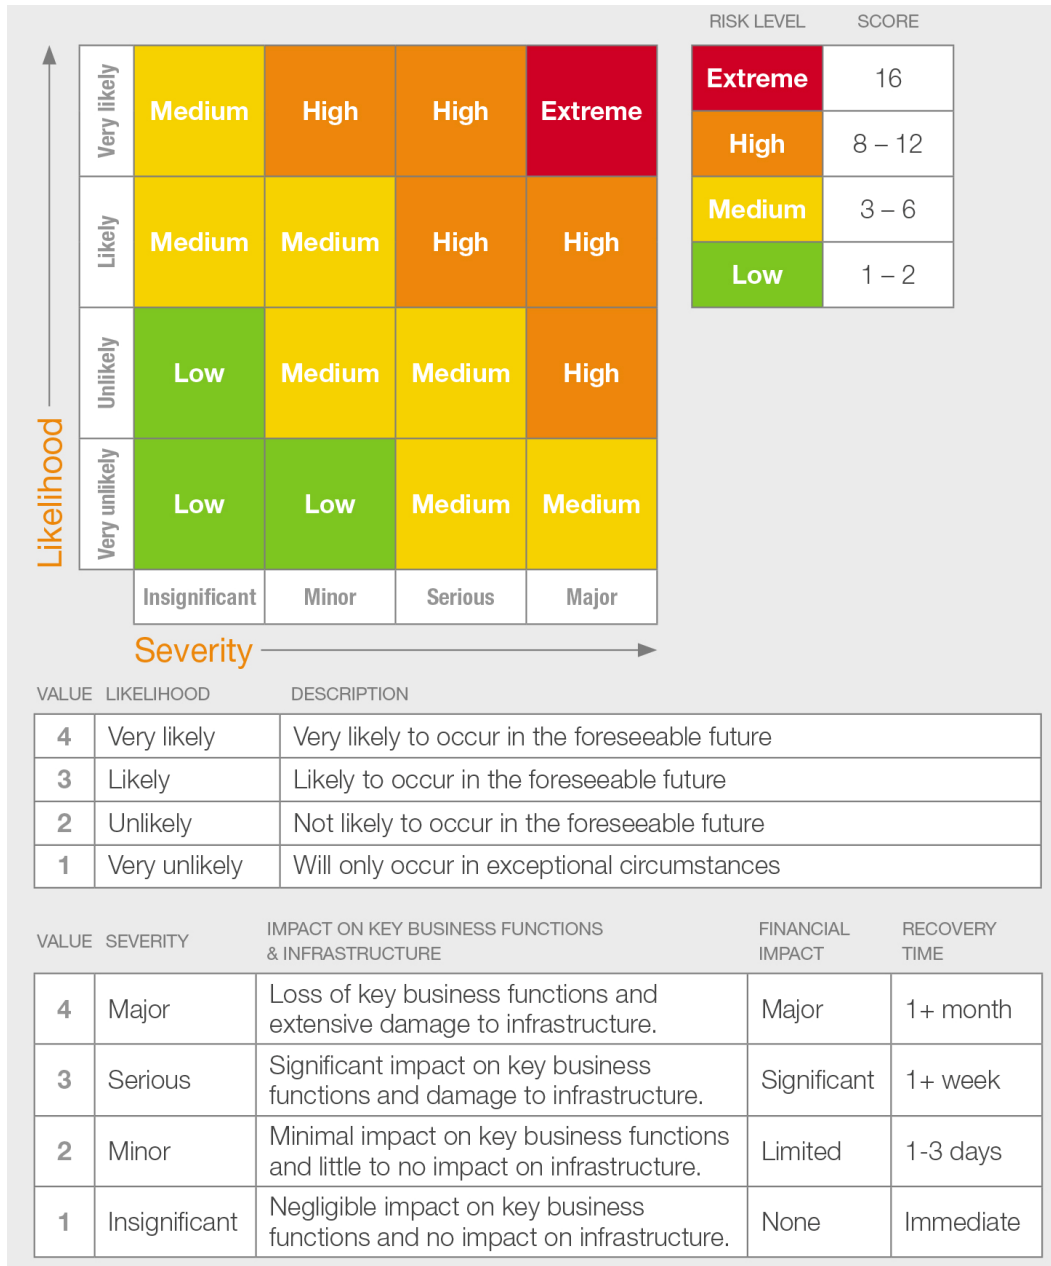 RISK LEVEL SCORE
Extreme 16
High 8 – 12
Medium 3 – 6
Low 1 – 2
Likelihood
Very likely Medium High High Extreme
Likely Medium Medium High High
Unlikely Low Medium Medium High
Very unlikely Low Low Medium Medium
Insignificant Minor Serious Major
Severity
VALUE LIKELIHOOD DESCRIPTION
4 Very likely Very likely to occur in the foreseeable future
3 Likely Likely to occur in the foreseeable future
2 Unlikely Not likely to occur in the foreseeable future
1 Very unlikely Will only occur in exceptional circumstances
VALUE SEVERITY IMPACT ON KEY BUSINESS FUNCTIONS
& INFRASTRUCTURE
FINANCIAL
IMPACT
RECOVERY
TIME
4 Major Loss of key business functions and
extensive damage to infrastructure.
Major 1+ month
3 Serious Significant impact on key business
functions and damage to infrastructure.
Significant 1+ week
2 Minor Minimal impact on key business functions
and little to no impact on infrastructure.
Limited 1-3 days
1 Insignificant Negligible impact on key business
functions and no impact on infrastructure.
None Immediate